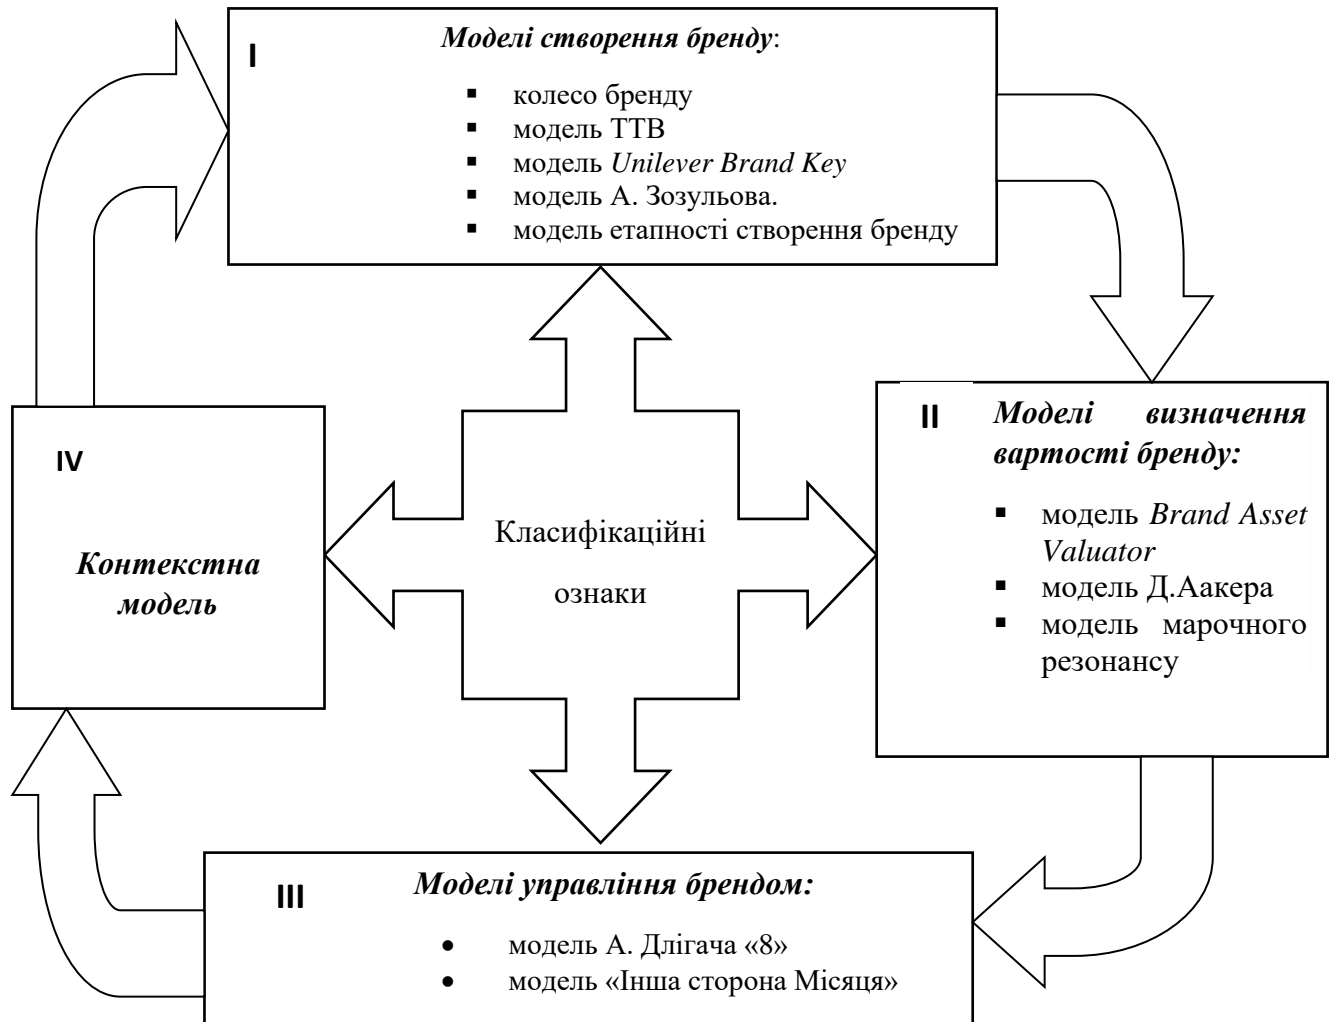 I
Моделі створення бренду:
▪ колесо бренду
▪ модель ТТВ
▪ модель Unilever Brand Key
▪ модель А. Зозульова.
▪ модель етапності створення бренду
II
Моделі визначення
вартості бренду:
▪ модель Brand Asset
Valuator
▪ модель Д.Аакера
▪ модель марочного
резонансу
IV
Контекстна
модель
Класифікаційні
ознаки
III
Моделі управління брендом:
• модель А. Длігача «8»
• модель «Інша сторона Місяця»